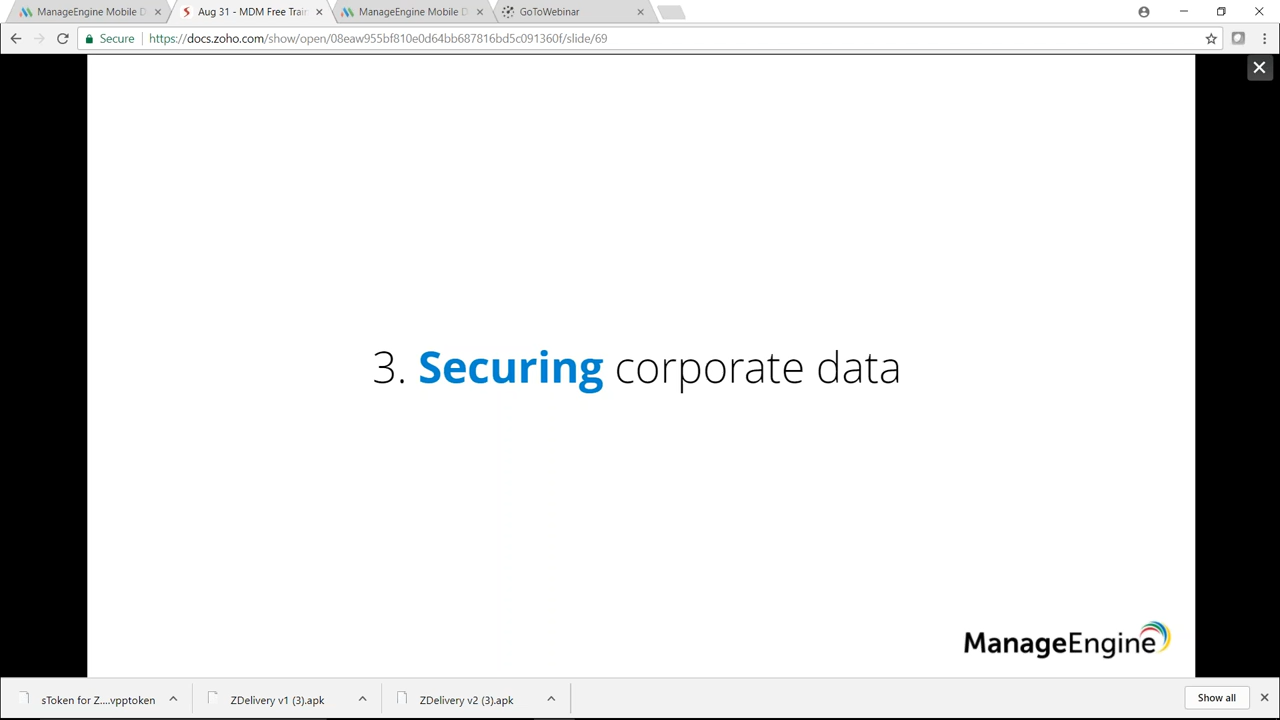 ManageEngine Mobile D
Aug 31 - MDM Free Train
ManageEngine Mobile D
GoToWebinar
Secure
https://docs.zoho.com/show/open/08eaw955bf810e0d64bb687816bd5c091360f/slide/69
3. Securing corporate data
ManageEngine
sToken for Z....vpptoken
ZDelivery v1 (3).apk
ZDelivery v2 (3).apk
Show all